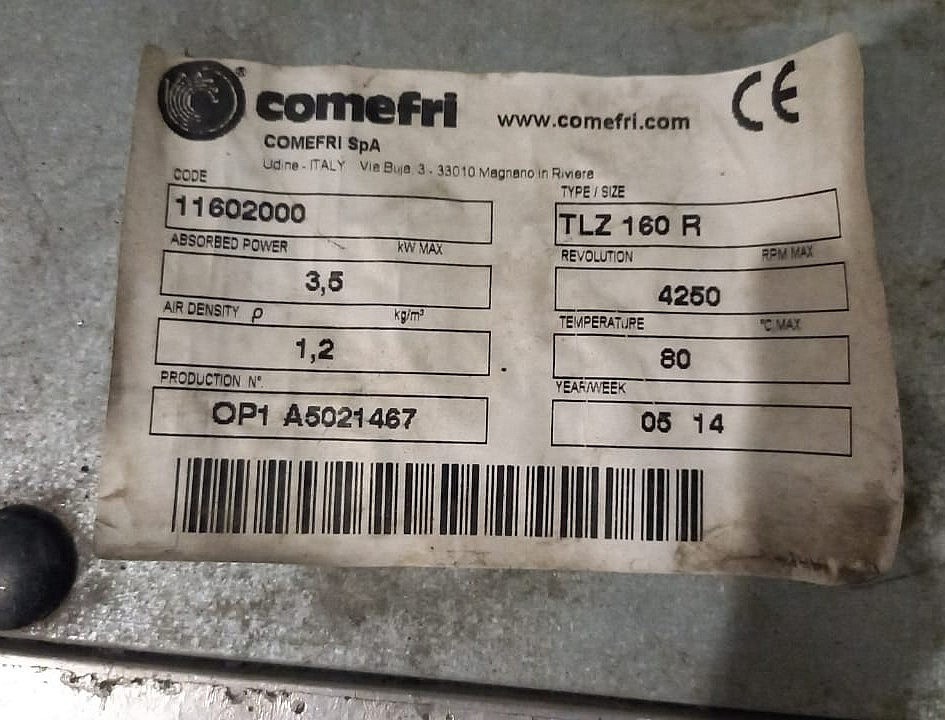 ® comefri www.comefri.com CE
COMEFRI SpA
Udine - ITALY Via Buja, 3 - 33010 Magnano in Riviera
CODE TYPE / SIZE
11602000 TLZ 160 R
ABSORBED POWER kW MAX REVOLUTION RPM MAX
3,5 4250
AIR DENSITY ρ kg/m³ TEMPERATURE °C MAX
1,2 80
PRODUCTION N°. YEAR/WEEK
OP1 A5021467 05 14